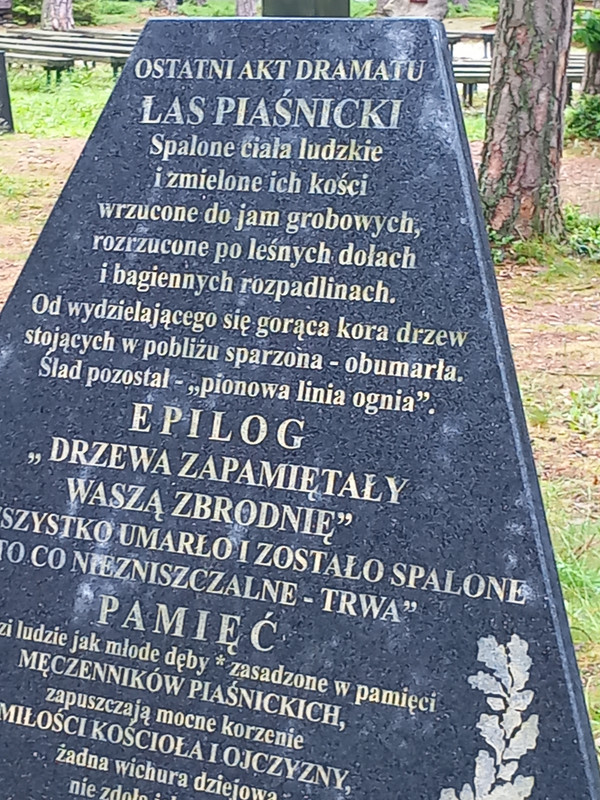 OSTATNI AKT DRAMATU
ŁAS PIAŚNICKI
Spalone ciała ludzkie
i zmielone ich kości
wrzucone do jam grobowych,
rozrzucone po leśnych dołach
i bagiennych rozpadlinach.
Od wydzielającego się gorąca kora drzew
stojących w pobliżu sparzona - obumarła.
Ślad pozostał - „pionowa linia ognia”.
EPILOG
„DRZEWA ZAPAMIĘTAŁY
WASZĄ ZBRODNIĘ”
UMARŁO I ZOSTAŁO SPALONE
TO CO NIEZNISZCZALNE - TRWA”
PAMIĘĆ
ludzie jak młode dęby * zasadzone w pamięci
MĘCZENNIKÓW PIAŚNICKICH,
zapuszczają mocne korzenie
MIŁOŚCI KOŚCIOŁA I OJCZYZNY,
żadna wichura dziejowa
nie